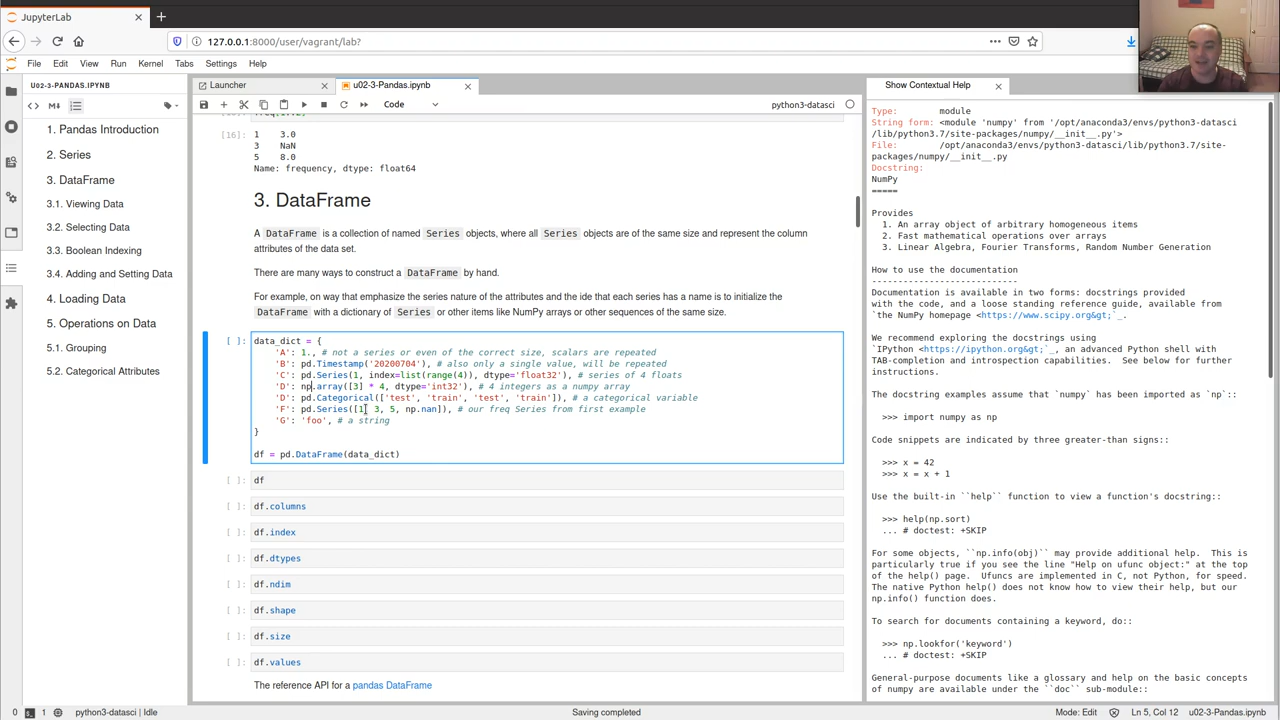 JupyterLab
127.0.0.1:8000/user/vagrant/lab?
File Edit View Run Kernel Tabs Settings Help
U02-3-PANDAS.IPYNB
1. Pandas Introduction
2. Series
3. DataFrame
3.1. Viewing Data
3.2. Selecting Data
3.3. Boolean Indexing
3.4. Adding and Setting Data
4. Loading Data
5. Operations on Data
5.1. Grouping
5.2. Categorical Attributes
Launcher
u02-3-Pandas.ipynb
Code
python3-datasci
[16]:
1 3.0
3 NaN
5 8.0
Name: frequency, dtype: float64
3. DataFrame
A DataFrame is a collection of named Series objects, where all Series objects are of the same size and represent the column
attributes of the data set.
There are many ways to construct a DataFrame by hand.
For example, on way that emphasize the series nature of the attributes and the ide that each series has a name is to initialize the
DataFrame with a dictionary of Series or other items like NumPy arrays or other sequences of the same size.
[ ]: data_dict = {
'A': 1., # not a series or even of the correct size, scalars are repeated
'B': pd.Timestamp('20200704'), # also only a single value, will be repeated
'C': pd.Series(1, index=list(range(4)), dtype='float32'), # series of 4 floats
'D': np.array([3] * 4, dtype='int32'), # 4 integers as a numpy array
'D': pd.Categorical(['test', 'train', 'test', 'train']), # a categorical variable
'F': pd.Series([1, 3, 5, np.nan]), # our freq Series from first example
'G': 'foo', # a string
}
df = pd.DataFrame(data_dict)
[ ]: df
[ ]: df.columns
[ ]: df.index
[ ]: df.dtypes
[ ]: df.ndim
[ ]: df.shape
[ ]: df.size
[ ]: df.values
The reference API for a pandas DataFrame
Show Contextual Help
Type: module
String form: <module 'numpy' from '/opt/anaconda3/envs/python3-datasci
/lib/python3.7/site-packages/numpy/__init__.py'>
File: /opt/anaconda3/envs/python3-datasci/lib/python3.7/site-
packages/numpy/__init__.py
Docstring:
NumPy
=====
Provides
1. An array object of arbitrary homogeneous items
2. Fast mathematical operations over arrays
3. Linear Algebra, Fourier Transforms, Random Number Generation
How to use the documentation
----------------------------
Documentation is available in two forms: docstrings provided
with the code, and a loose standing reference guide, available from
`the NumPy homepage <https://www.scipy.org&gt;`_.
We recommend exploring the docstrings using
`IPython <https://ipython.org&gt;`_, an advanced Python shell with
TAB-completion and introspection capabilities. See below for further
instructions.
The docstring examples assume that `numpy` has been imported as `np`::
>>> import numpy as np
Code snippets are indicated by three greater-than signs::
>>> x = 42
>>> x = x + 1
Use the built-in ``help`` function to view a function's docstring::
>>> help(np.sort)
... # doctest: +SKIP
For some objects, ``np.info(obj)`` may provide additional help. This is
particularly true if you see the line "Help on ufunc object:" at the top
of the help() page. Ufuncs are implemented in C, not Python, for speed.
The native Python help() does not know how to view their help, but our
np.info() function does.
To search for documents containing a keyword, do::
>>> np.lookfor('keyword')
... # doctest: +SKIP
General-purpose documents like a glossary and help on the basic concepts
of numpy are available under the ``doc`` sub-module::
0 1 python3-datasci | Idle
Saving completed
Mode: Edit
Ln 5, Col 12
u02-3-Pandas.ipynb